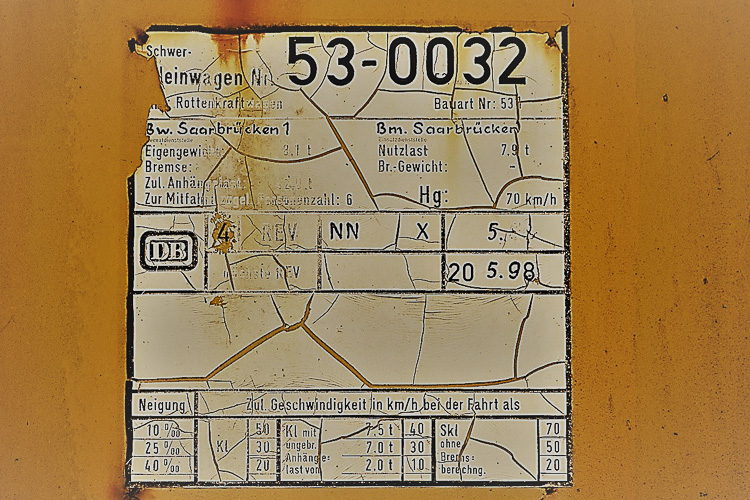 Schwer-
leinwagen Nr. 53-0032
Rottenkraftwagen Bauart Nr: 53
Bw. Saarbrücken 1 Bm. Saarbrücken
Eigengewicht 8,1 t Nutzlast 7,9 t
Bremse: Br.-Gewicht: -
Zul. Anhängelast
Zur Mitfahrt zugel. Personenzahl: 6 Hg: 70 km/h
DB 4 REV NN X 5.
nächste REV 20 5.98
Neigung Zul. Geschwindigkeit in km/h bei der Fahrt als
10 ‰ Kl 50 Kl mit 7.5 t 40 Skl 70
25 ‰ 30 ungebr. 7.0 t 30 ohne 50
40 ‰ 20 Anhänge= 2.0 t 10 Brems= 20
last von berechng.